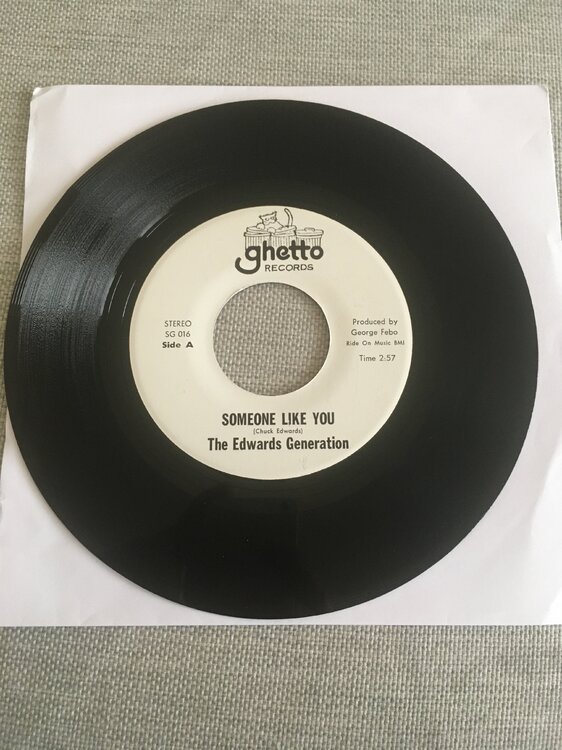 ghetto
RECORDS
STEREO
SG 016
Side A
Produced by
George Febo
Ride On Music BMI
Time 2:57
SOMEONE LIKE YOU
(Chuck Edwards)
The Edwards Generation